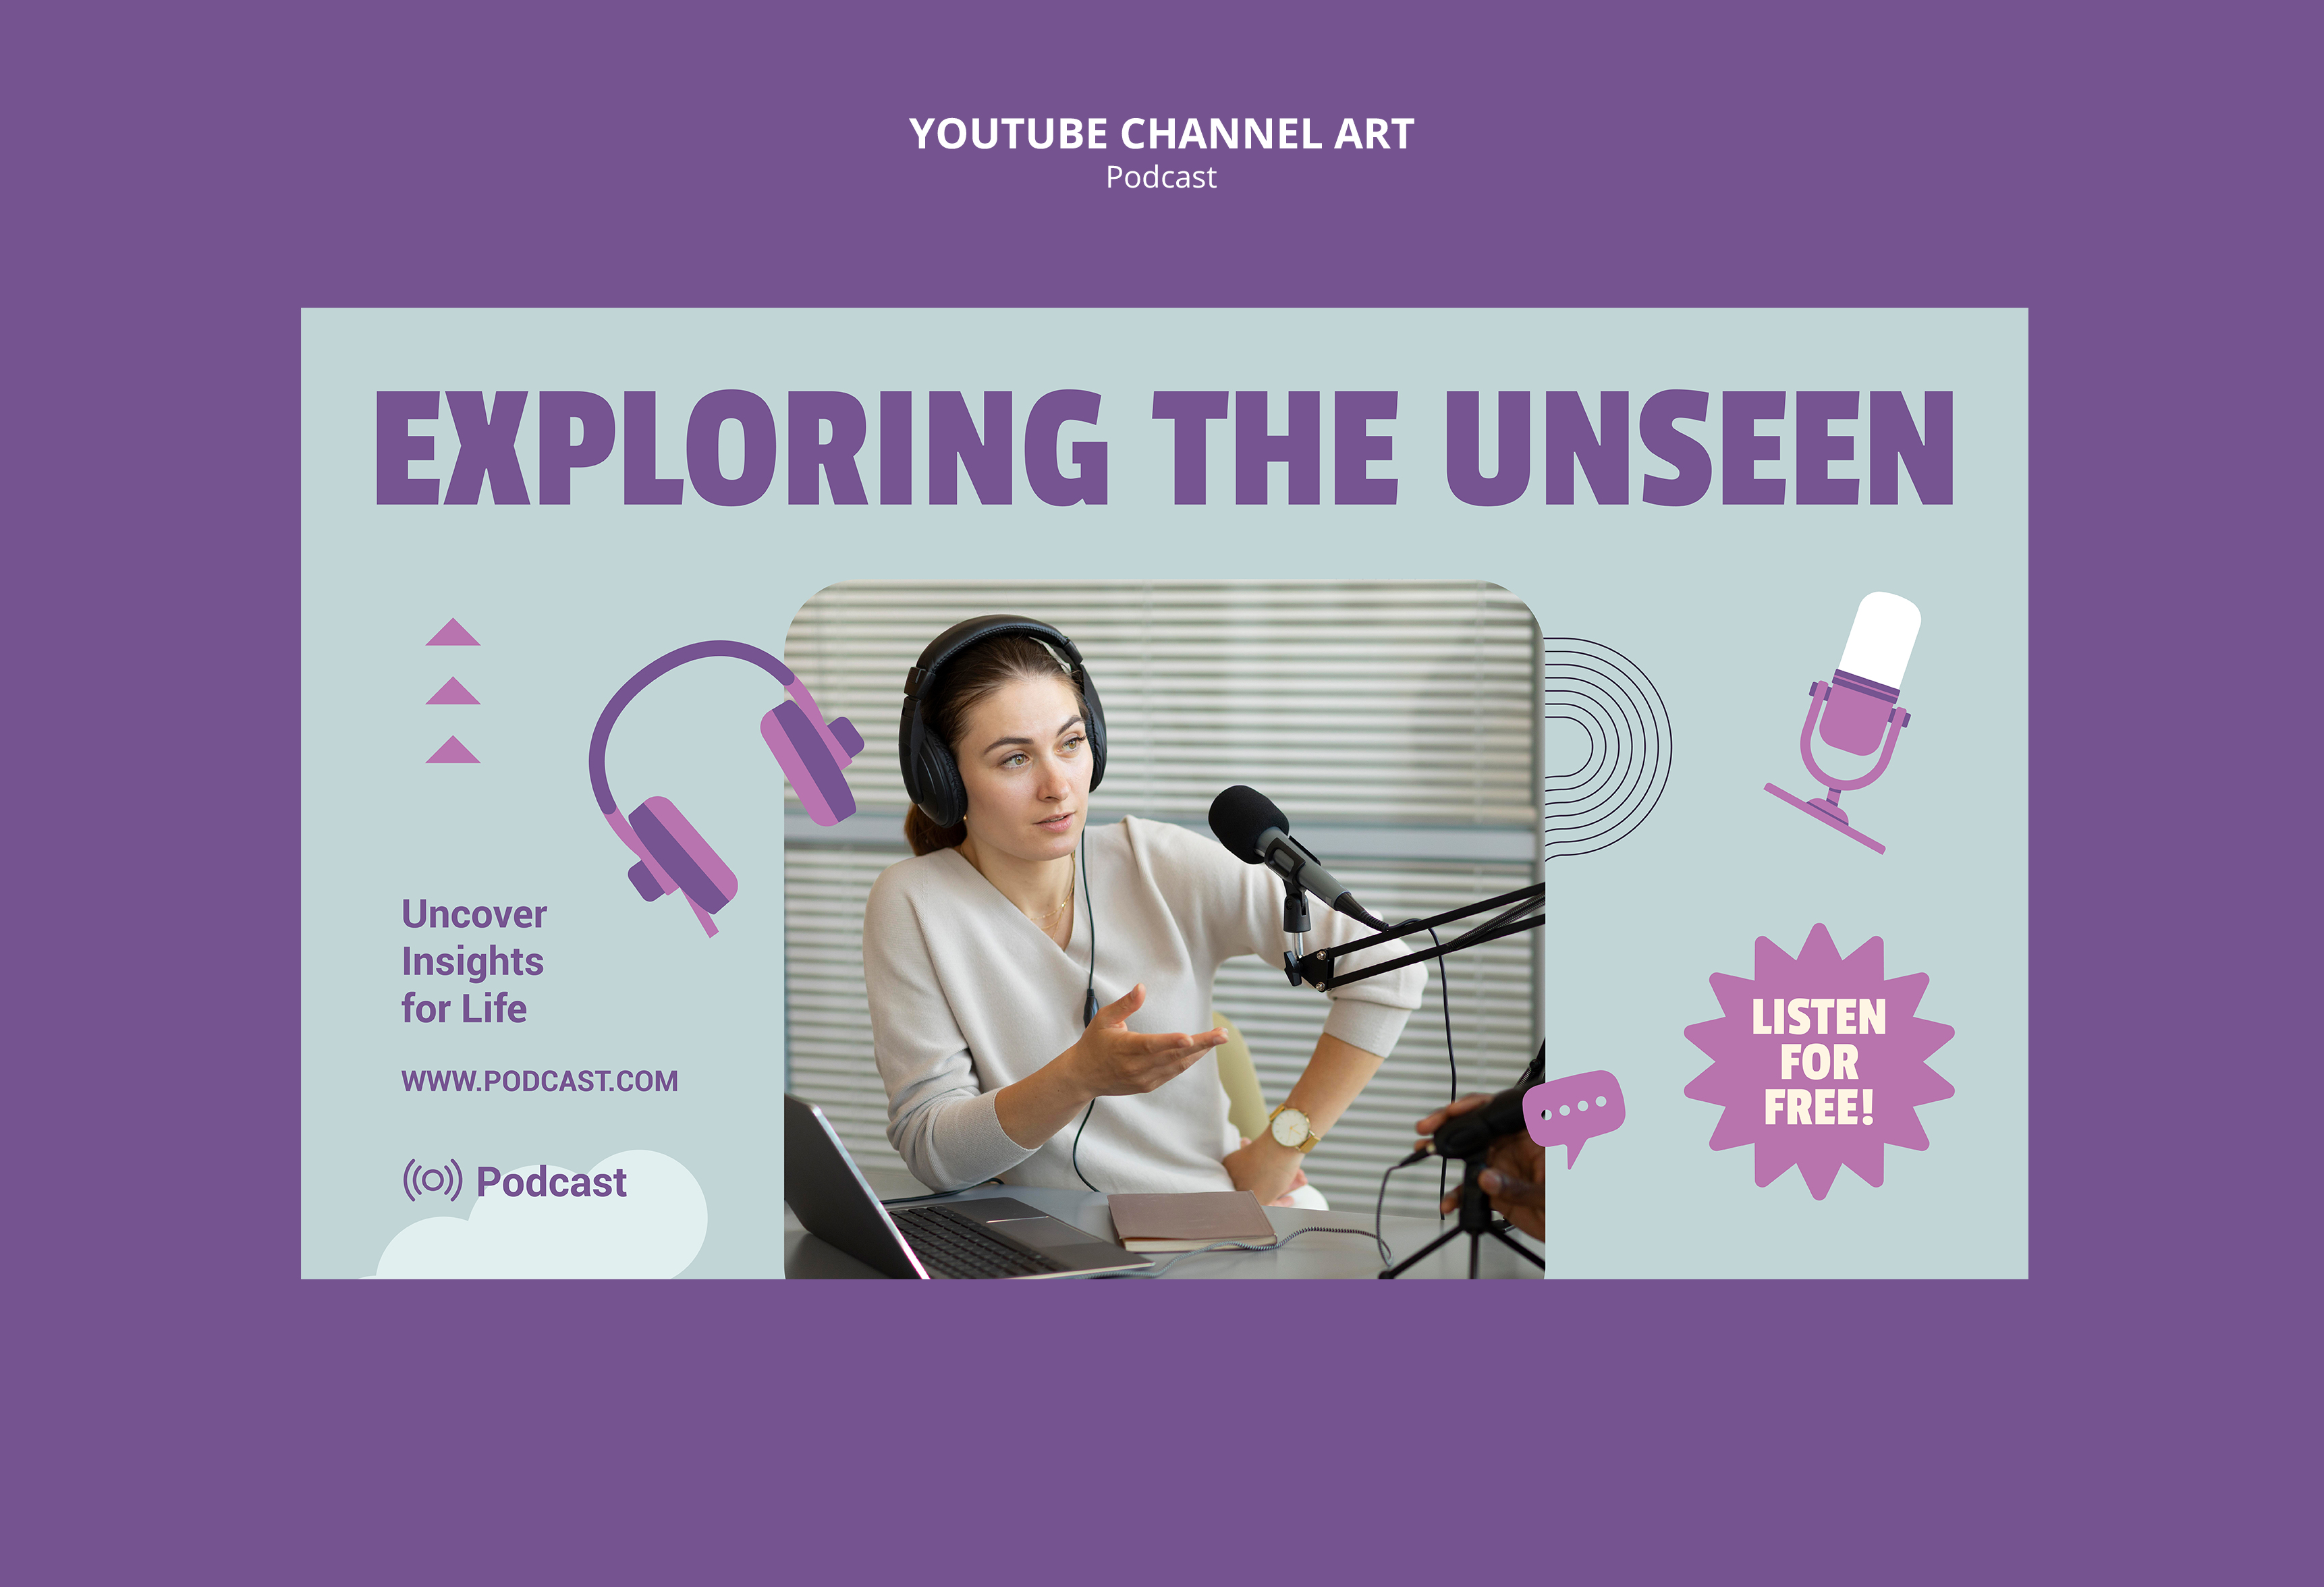 YOUTUBE CHANNEL ART
Podcast
EXPLORING THE UNSEEN
Uncover
Insights
for Life
WWW.PODCAST.COM
Podcast
LISTEN
FOR
FREE!